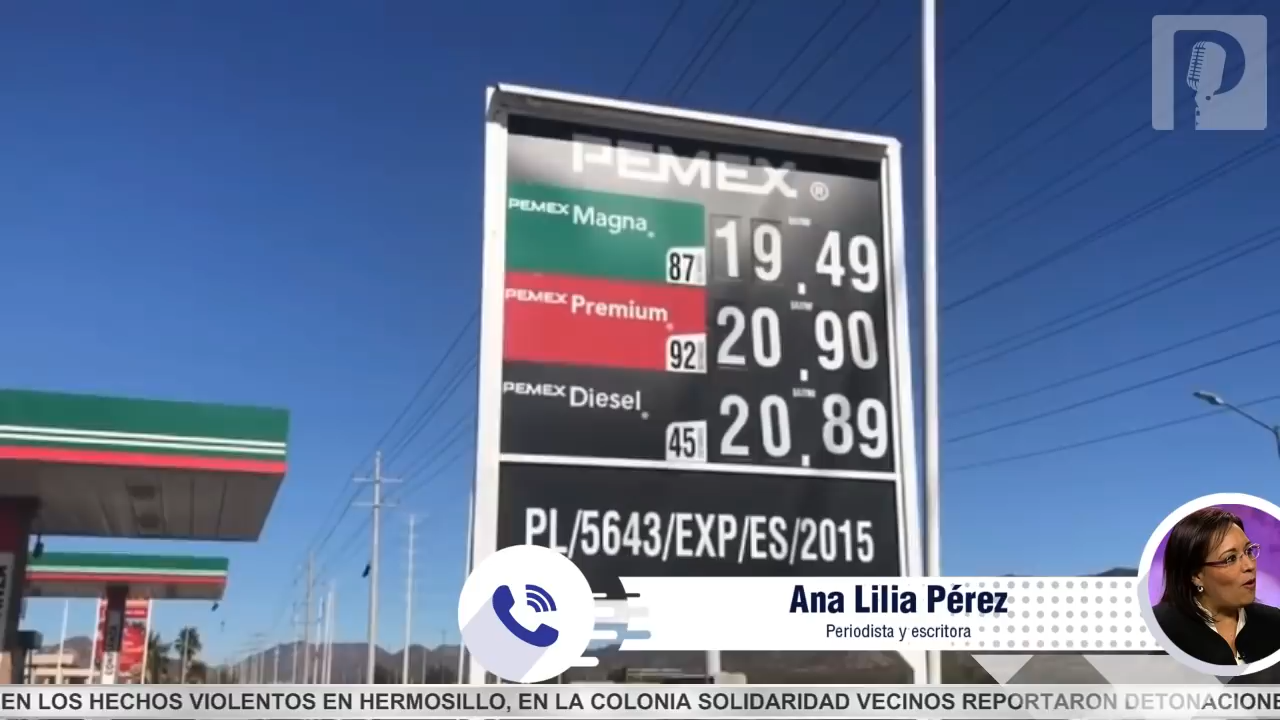 PEMEX®
PEMEX Magna 87 19.49
PEMEX Premium 92 20.90
PEMEX Diesel 45 20.89
PL/5643/EXP/ES/2015
Ana Lilia Pérez
Periodista y escritora
EN LOS HECHOS VIOLENTOS EN HERMOSILLO, EN LA COLONIA SOLIDARIDAD VECINOS REPORTARON DETONACIONE